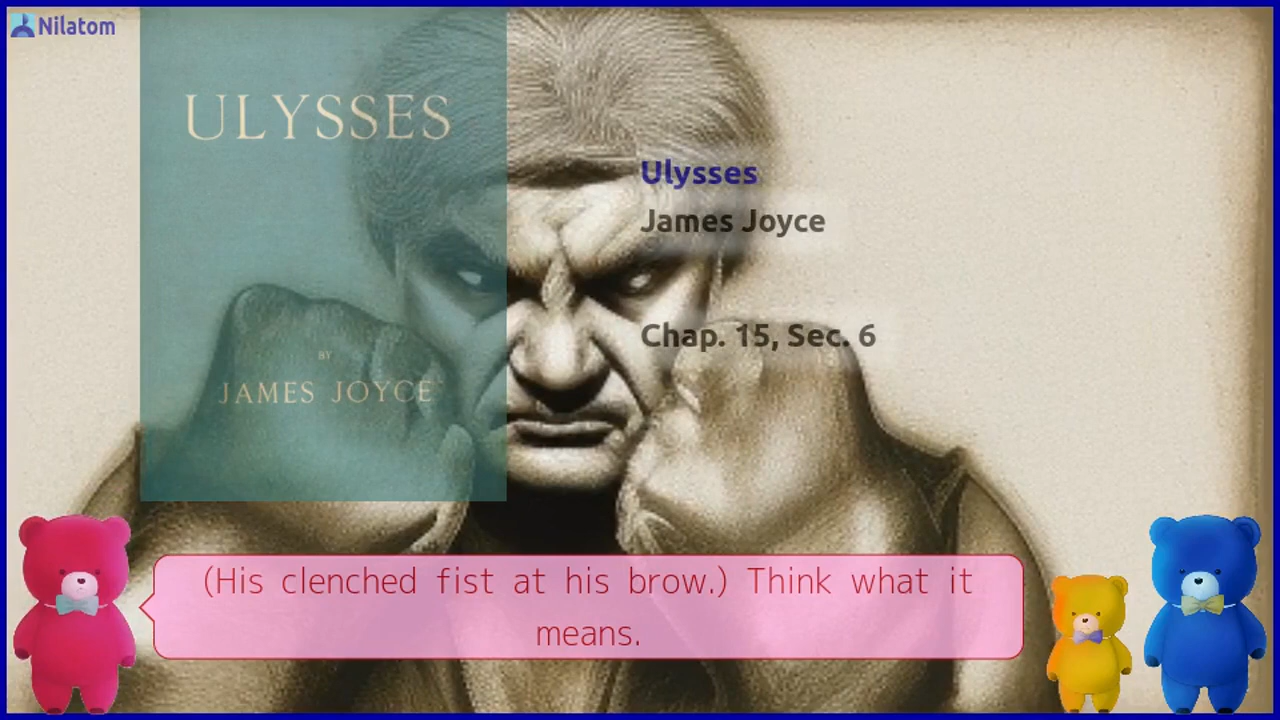 Nilatom
ULYSSES
BY
JAMES JOYCE
Ulysses
James Joyce
Chap. 15, Sec. 6
(His clenched fist at his brow.) Think what it
means.